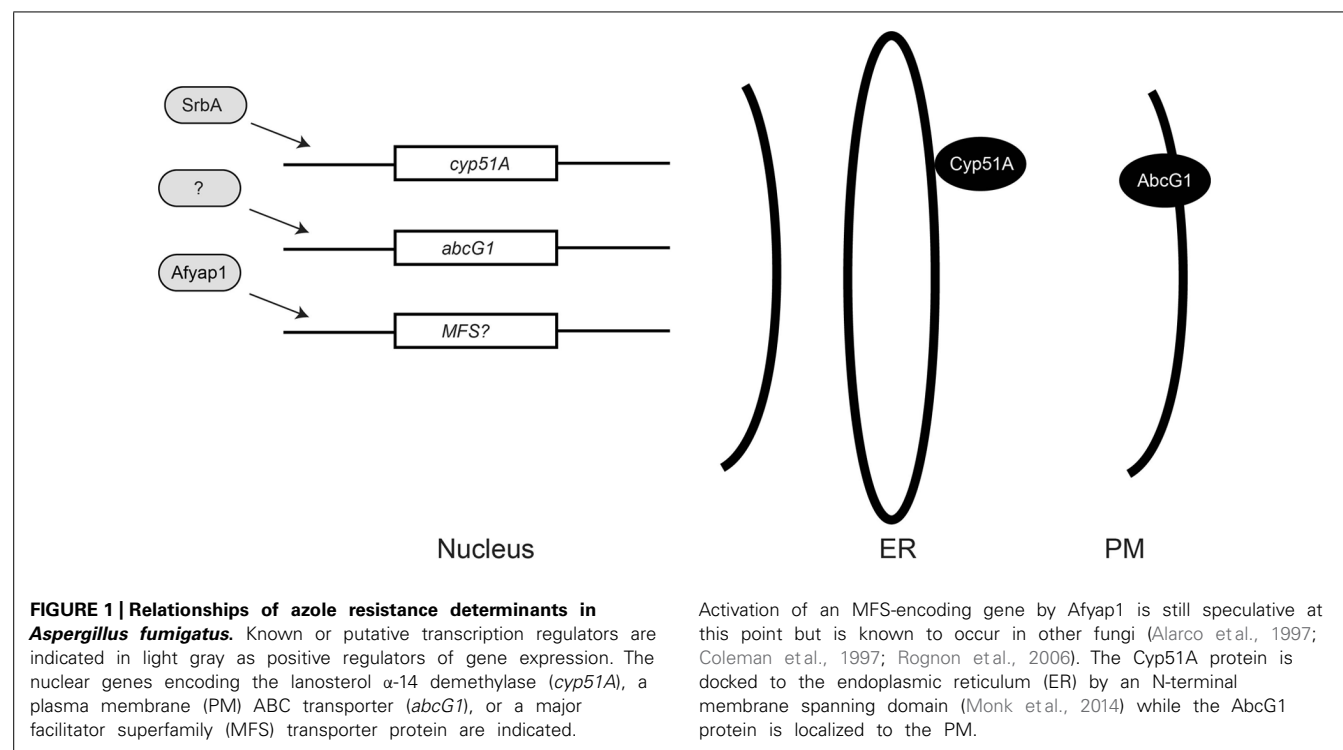 SrbA
cyp51A
?
abcG1
Afyap1
MFS?
Cyp51A
AbcG1
Nucleus
ER
PM
FIGURE 1 | Relationships of azole resistance determinants in
Aspergillus fumigatus. Known or putative transcription regulators are
indicated in light gray as positive regulators of gene expression. The
nuclear genes encoding the lanosterol α-14 demethylase (cyp51A), a
plasma membrane (PM) ABC transporter (abcG1), or a major
facilitator superfamily (MFS) transporter protein are indicated.
Activation of an MFS-encoding gene by Afyap1 is still speculative at
this point but is known to occur in other fungi (Alarco et al., 1997;
Coleman et al., 1997; Rognon et al., 2006). The Cyp51A protein is
docked to the endoplasmic reticulum (ER) by an N-terminal
membrane spanning domain (Monk et al., 2014) while the AbcG1
protein is localized to the PM.